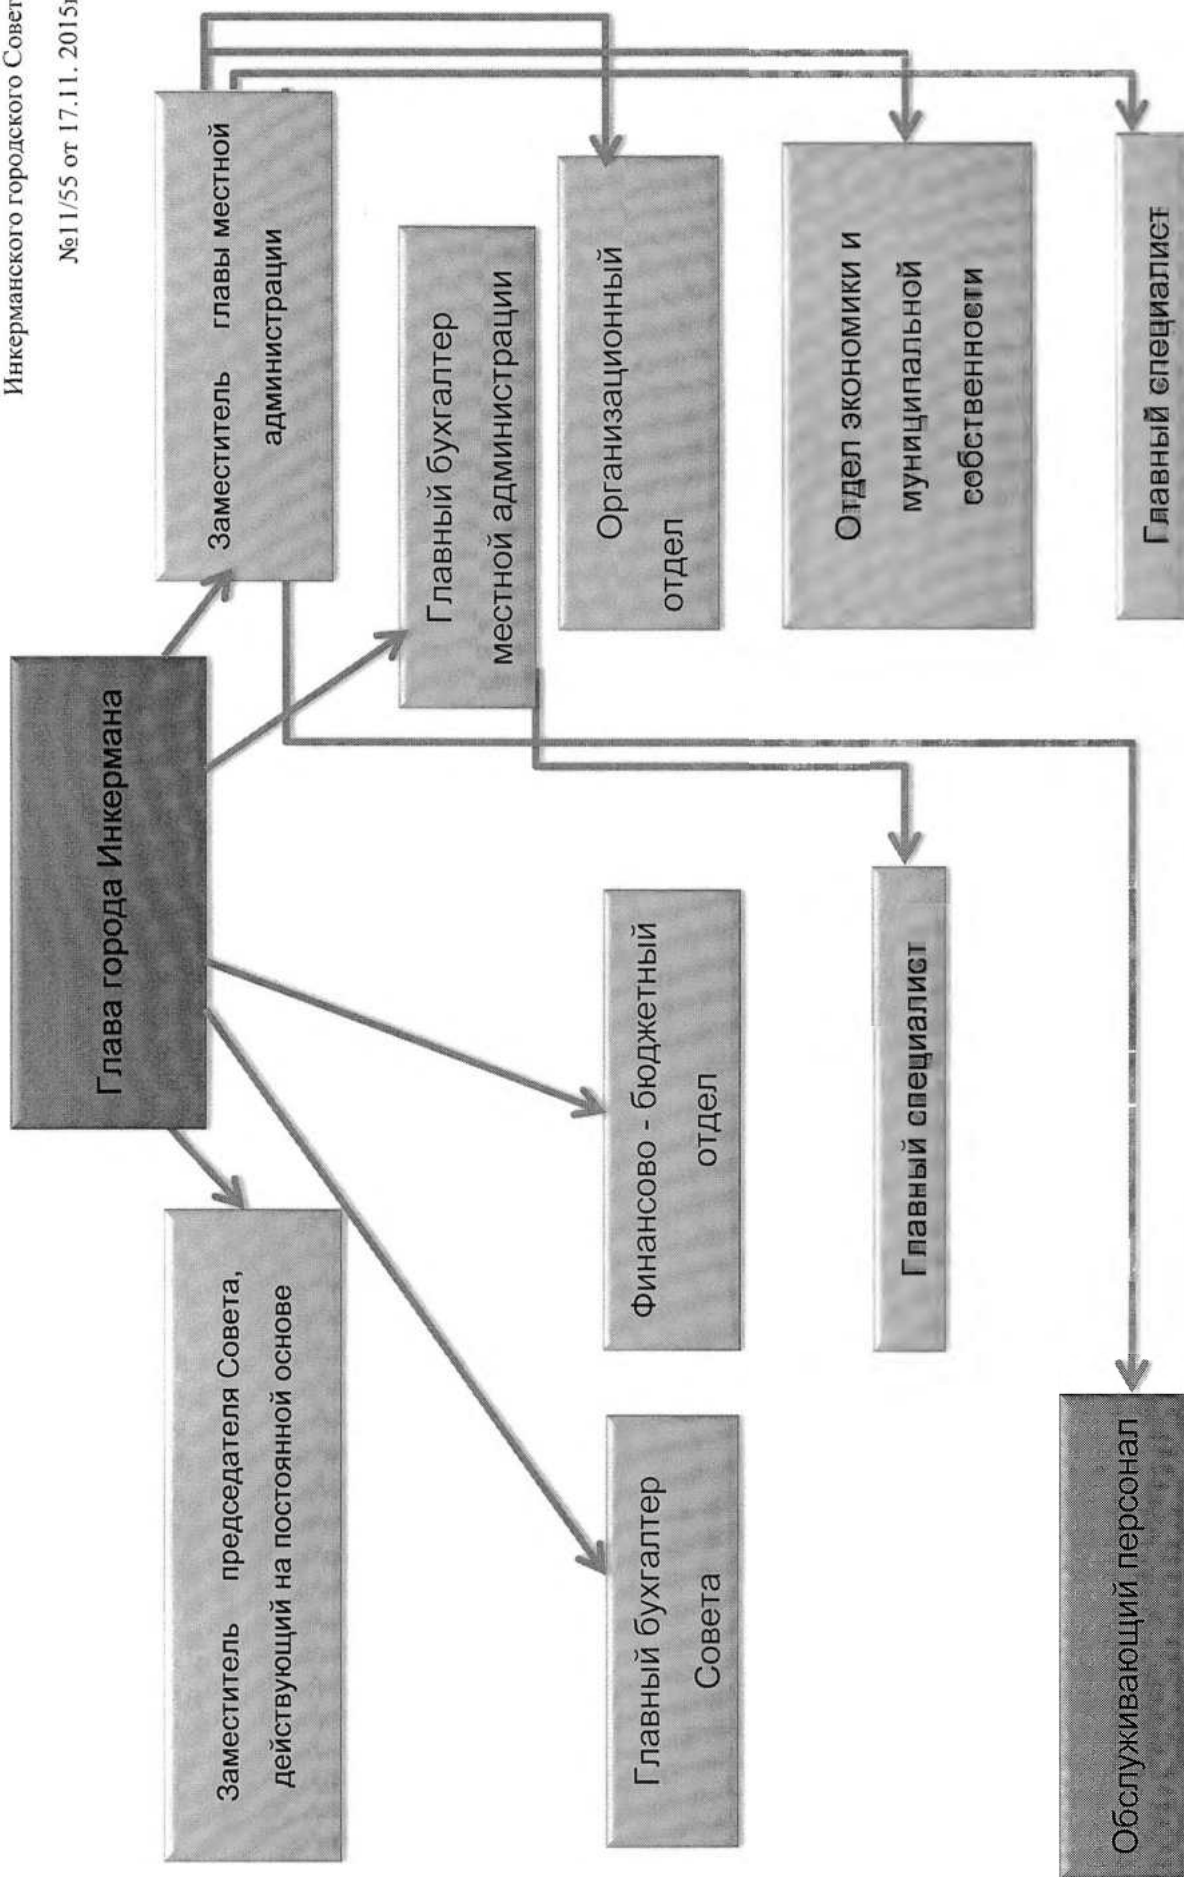 Инкерманского городского Совет
№11/55 от 17.11. 2015г
Глава города Инкермана
Заместитель председателя Совета,
действующий на постоянной основе
Заместитель главы местной
администрации
Главный бухгалтер
местной администрации
Главный бухгалтер
Совета
Финансово - бюджетный
отдел
Организационный
отдел
Отдел экономики и
муниципальной
собственности
Главный специалист
Главный специалист
Обслуживающий персонал